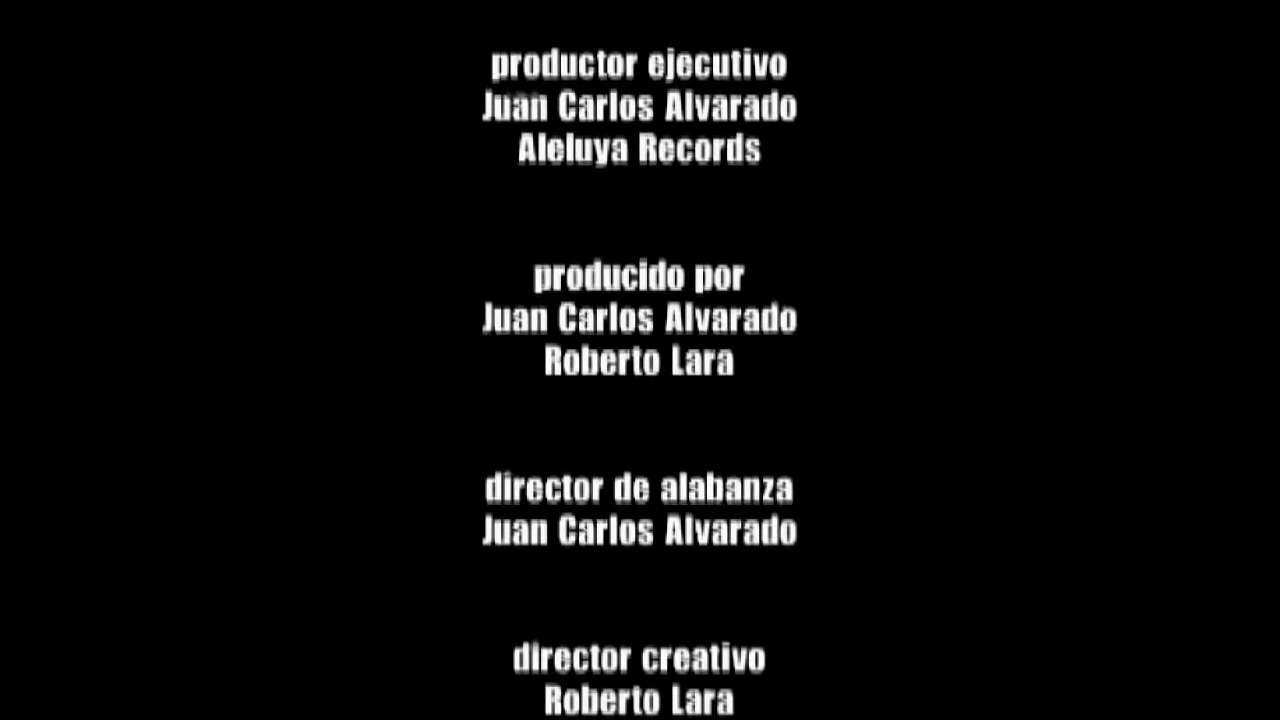 productor ejecutivo
Juan Carlos Alvarado
Aleluya Records
producido por
Juan Carlos Alvarado
Roberto Lara
director de alabanza
Juan Carlos Alvarado
director creativo
Roberto Lara